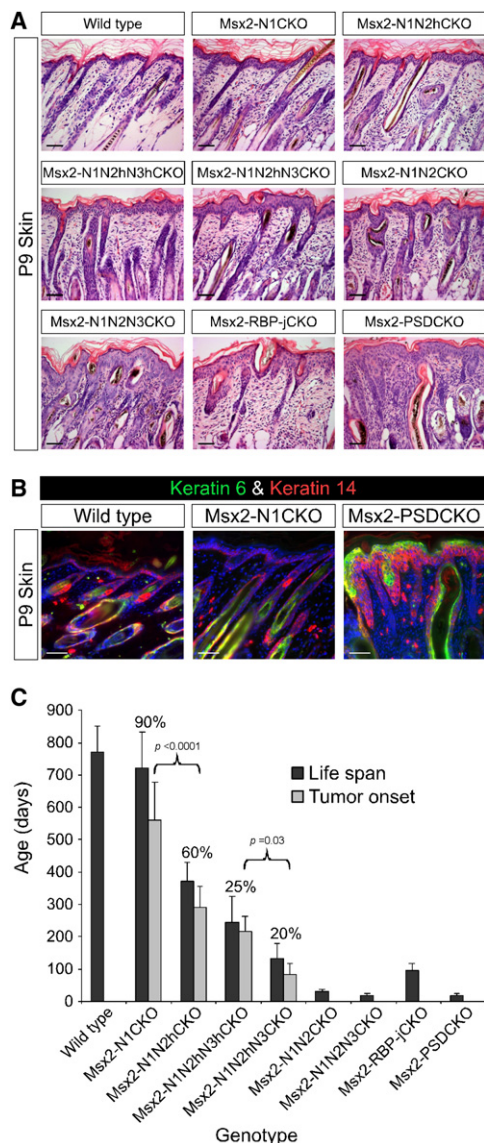 A
Wild type
Msx2-N1CKO
Msx2-N1N2hCKO
P9 Skin
Msx2-N1N2hN3hCKO
Msx2-N1N2hN3CKO
Msx2-N1N2CKO
Msx2-N1N2N3CKO
Msx2-RBP-jCKO
Msx2-PSDCKO
B
Keratin 6 & Keratin 14
Wild type
Msx2-N1CKO
Msx2-PSDCKO
P9 Skin
C
Age (days)
900
800
700
600
500
400
300
200
100
0
90%
p <0.0001
60%
25%
p =0.03
20%
Life span
Tumor onset
Wild type
Msx2-N1CKO
Msx2-N1N2hCKO
Msx2-N1N2hN3hCKO
Msx2-N1N2hN3CKO
Msx2-N1N2CKO
Msx2-N1N2N3CKO
Msx2-RBP-jCKO
Msx2-PSDCKO
Genotype